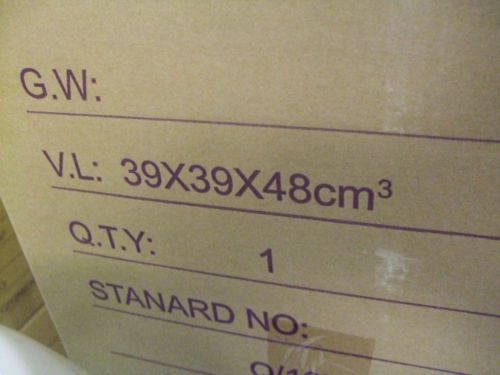 G.W:
V.L: 39X39X48cm³
Q.T.Y: 1
STANARD NO: